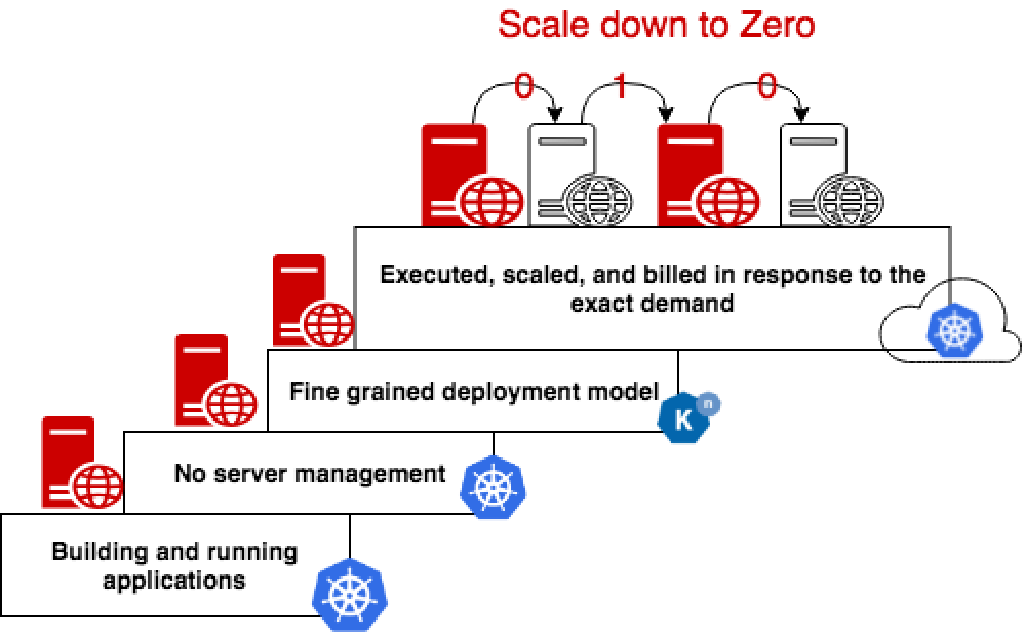 Scale down to Zero
0 1 0
Executed, scaled, and billed in response to the
exact demand
Fine grained deployment model
K n
No server management
Building and running
applications